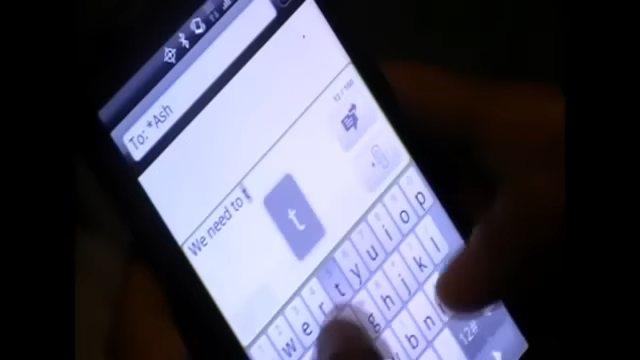 To: *Ash
We need to t
t
w e r t y u i o p
g h j k l
b n
12#